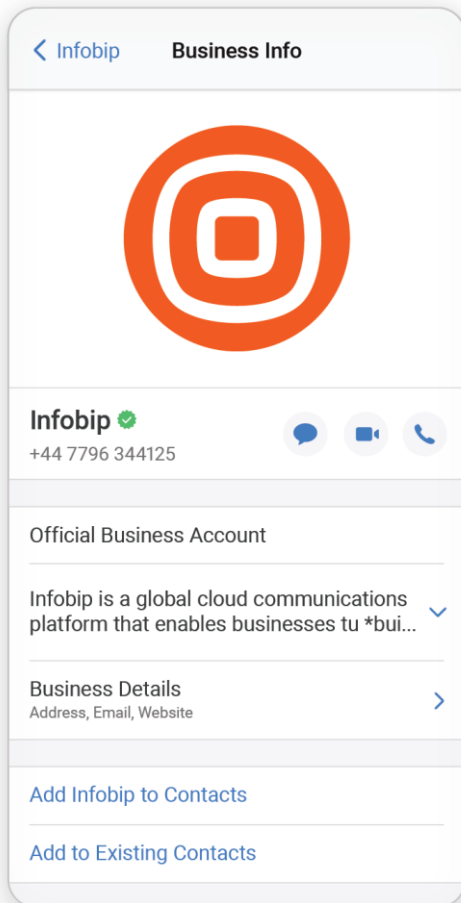 Infobip Business Info
Infobip
+44 7796 344125
Official Business Account
Infobip is a global cloud communications
platform that enables businesses tu *bui...
Business Details
Address, Email, Website
Add Infobip to Contacts
Add to Existing Contacts